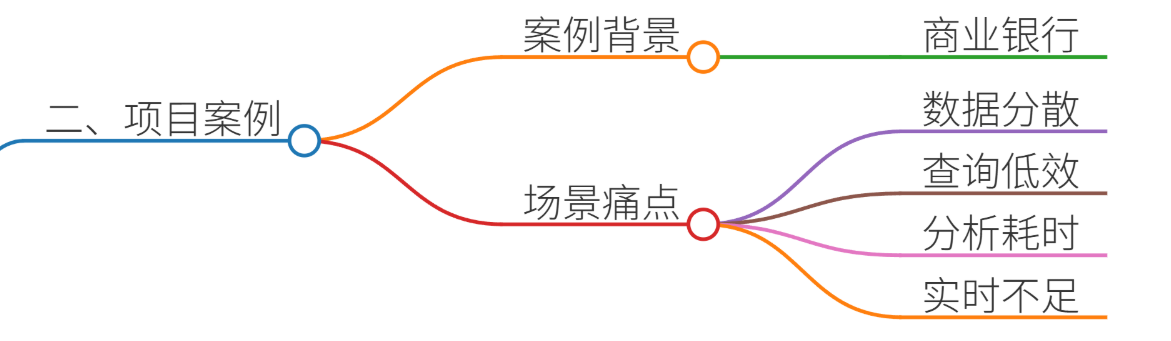 二、项目案例
案例背景
商业银行
场景痛点
数据分散
查询低效
分析耗时
实时不足